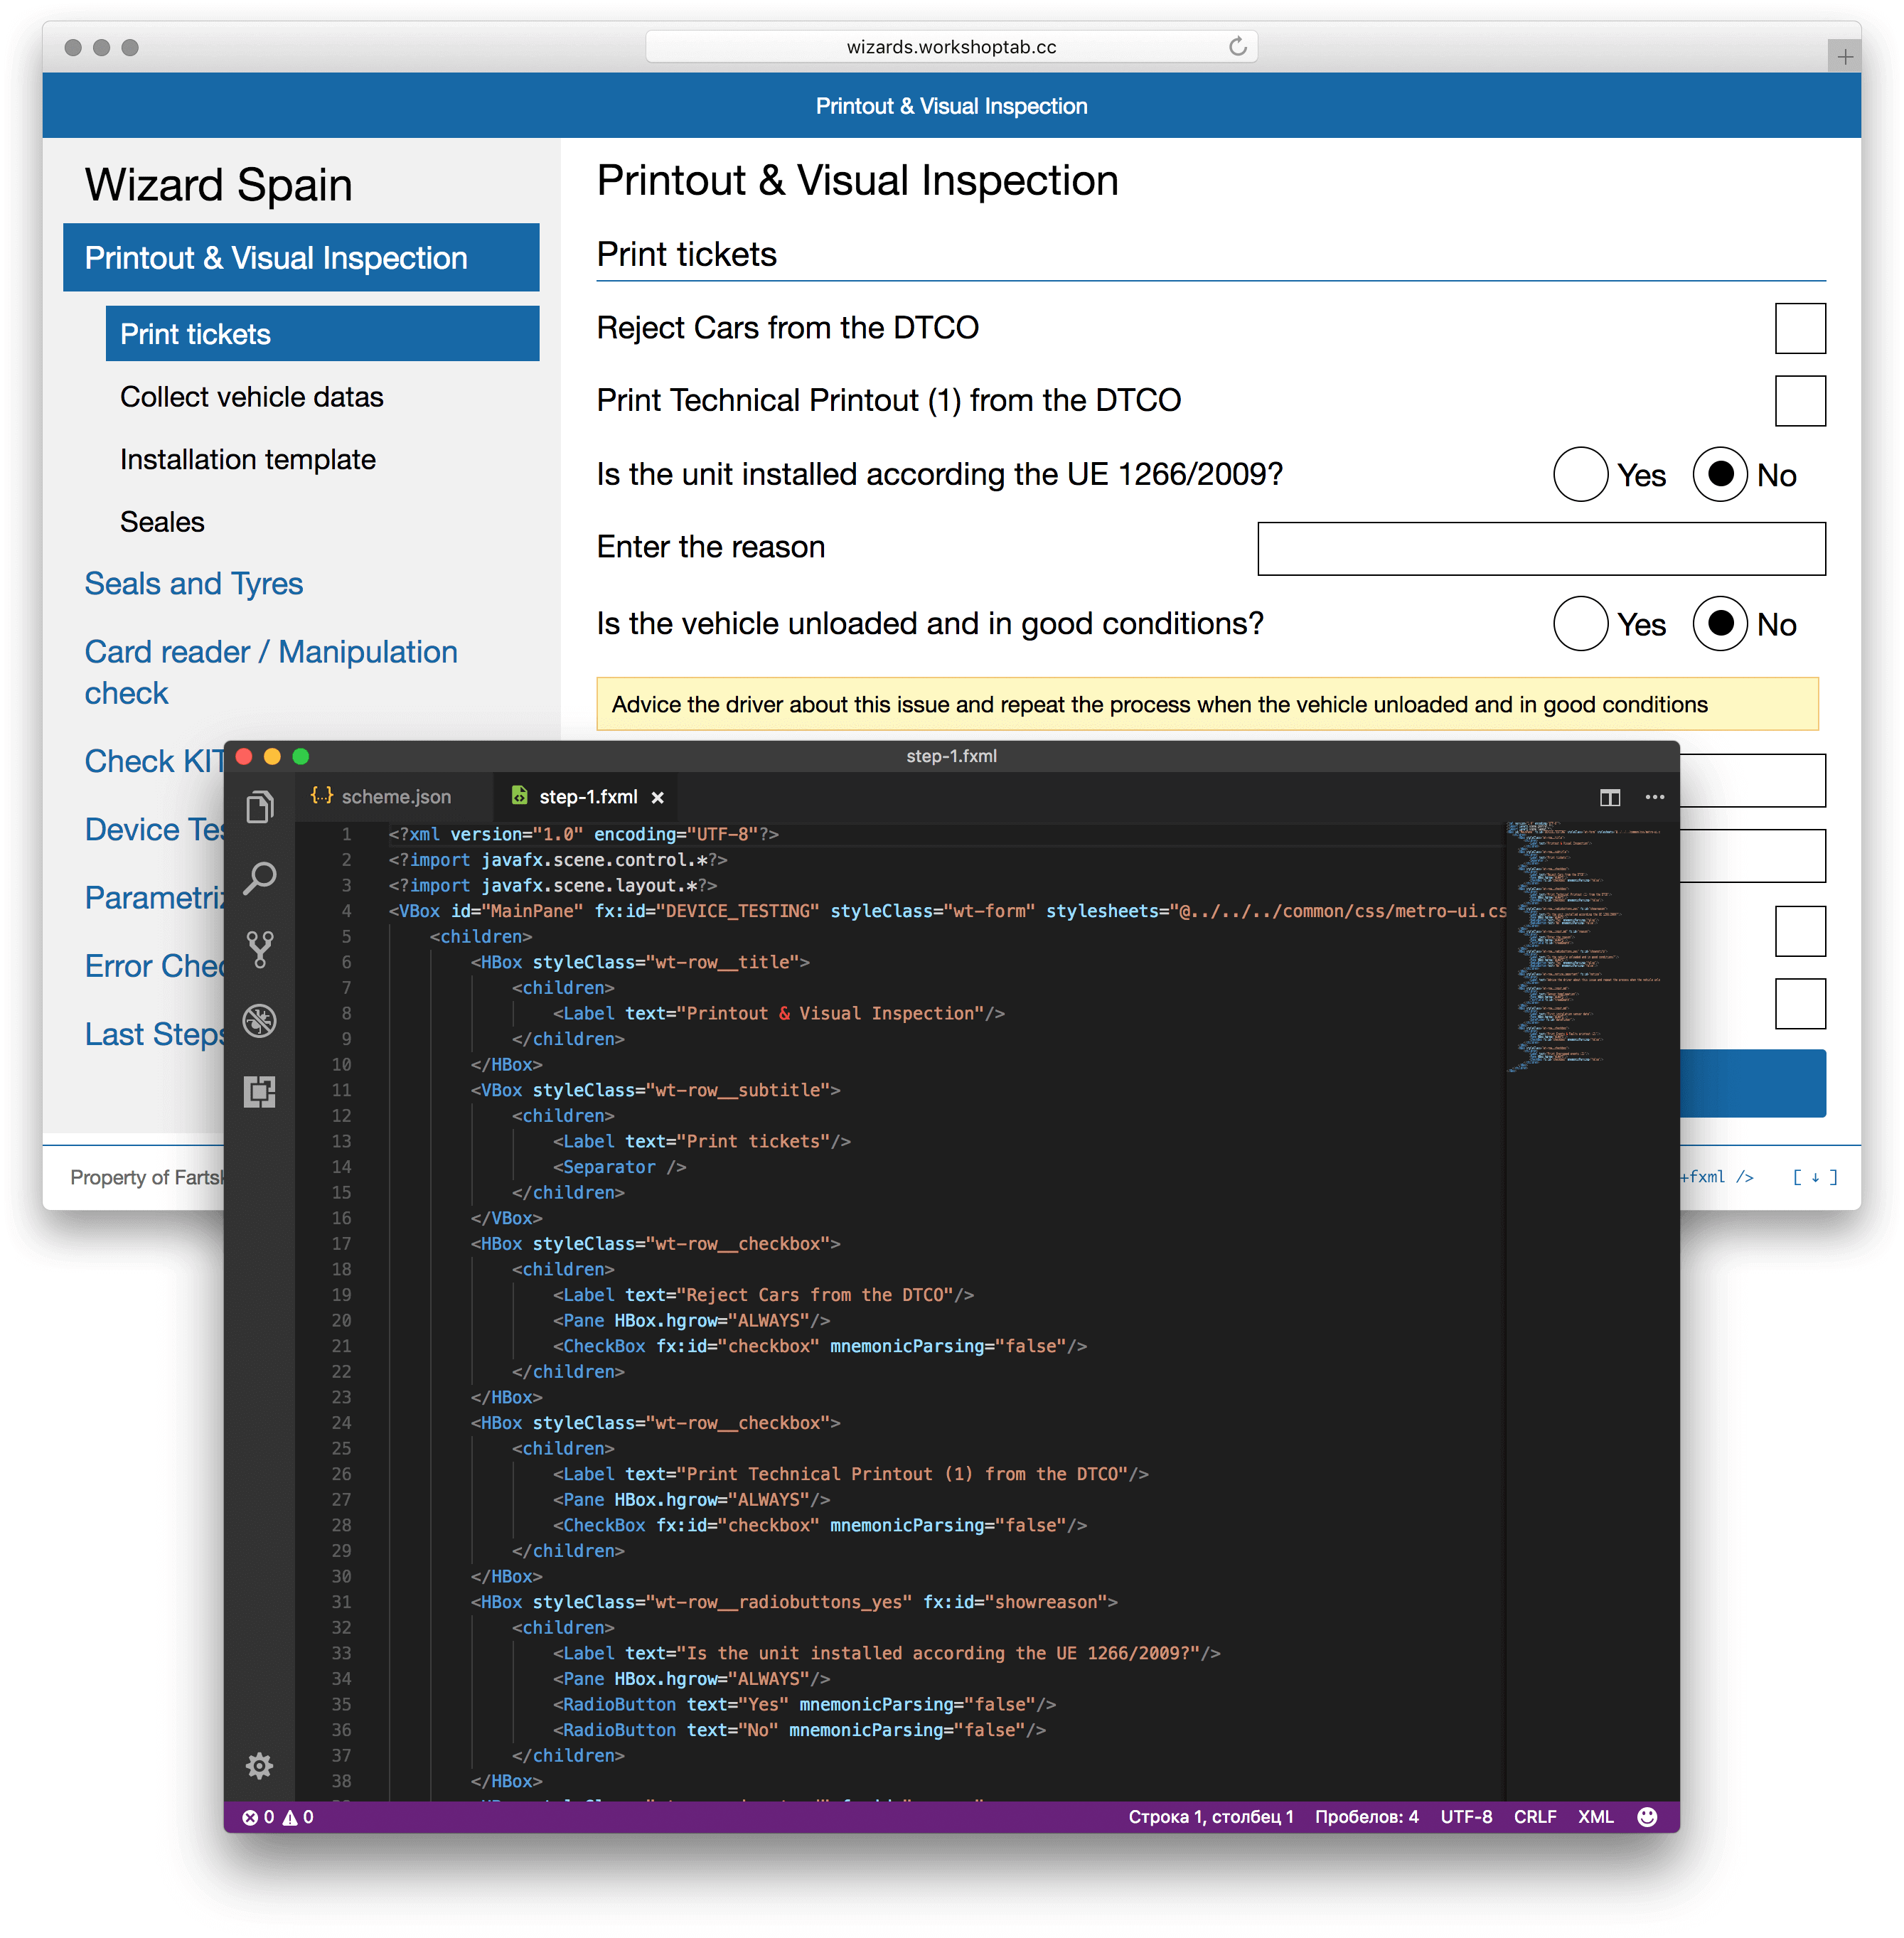 wizards.workshoptab.cc
Printout & Visual Inspection
Wizard Spain
Printout & Visual Inspection
Print tickets
Collect vehicle datas
Installation template
Seales
Seals and Tyres
Card reader / Manipulation
check
Check KIT
Device
Error
Last Steps
Printout & Visual Inspection
Print tickets
Reject Cars from the DTCO
Print Technical Printout (1) from the DTCO
Is the unit installed according the UE 1266/2009?
Yes
No
Enter the reason
Is the vehicle unloaded and in good conditions?
Yes
No
Advice the driver about this issue and repeat the process when the vehicle unloaded and in good conditions
Property of
+fxml /> [ ↓ ]
step-1.fxml
{..} scheme.json
step-1.fxml ×
1 <?xml version="1.0" encoding="UTF-8"?>
2 <?import javafx.scene.control.*?>
3 <?import javafx.scene.layout.*?>
4 <VBox id="MainPane" fx:id="DEVICE_TESTING" styleClass="wt-form" stylesheets="@../../../common/css/metro-ui.cs
5 <children>
6 <HBox styleClass="wt-row__title">
7 <children>
8 <Label text="Printout & Visual Inspection"/>
9 </children>
10 </HBox>
11 <VBox styleClass="wt-row__subtitle">
12 <children>
13 <Label text="Print tickets"/>
14 <Separator />
15 </children>
16 </VBox>
17 <HBox styleClass="wt-row__checkbox">
18 <children>
19 <Label text="Reject Cars from the DTCO"/>
20 <Pane HBox.hgrow="ALWAYS"/>
21 <CheckBox fx:id="checkbox" mnemonicParsing="false"/>
22 </children>
23 </HBox>
24 <HBox styleClass="wt-row__checkbox">
25 <children>
26 <Label text="Print Technical Printout (1) from the DTCO"/>
27 <Pane HBox.hgrow="ALWAYS"/>
28 <CheckBox fx:id="checkbox" mnemonicParsing="false"/>
29 </children>
30 </HBox>
31 <HBox styleClass="wt-row__radiobuttons_yes" fx:id="showreason">
32 <children>
33 <Label text="Is the unit installed according the UE 1266/2009?"/>
34 <Pane HBox.hgrow="ALWAYS"/>
35 <RadioButton text="Yes" mnemonicParsing="false"/>
36 <RadioButton text="No" mnemonicParsing="false"/>
37 </children>
38 </HBox>
0 0
Строка 1, столбец 1 Пробелов: 4 UTF-8 CRLF XML